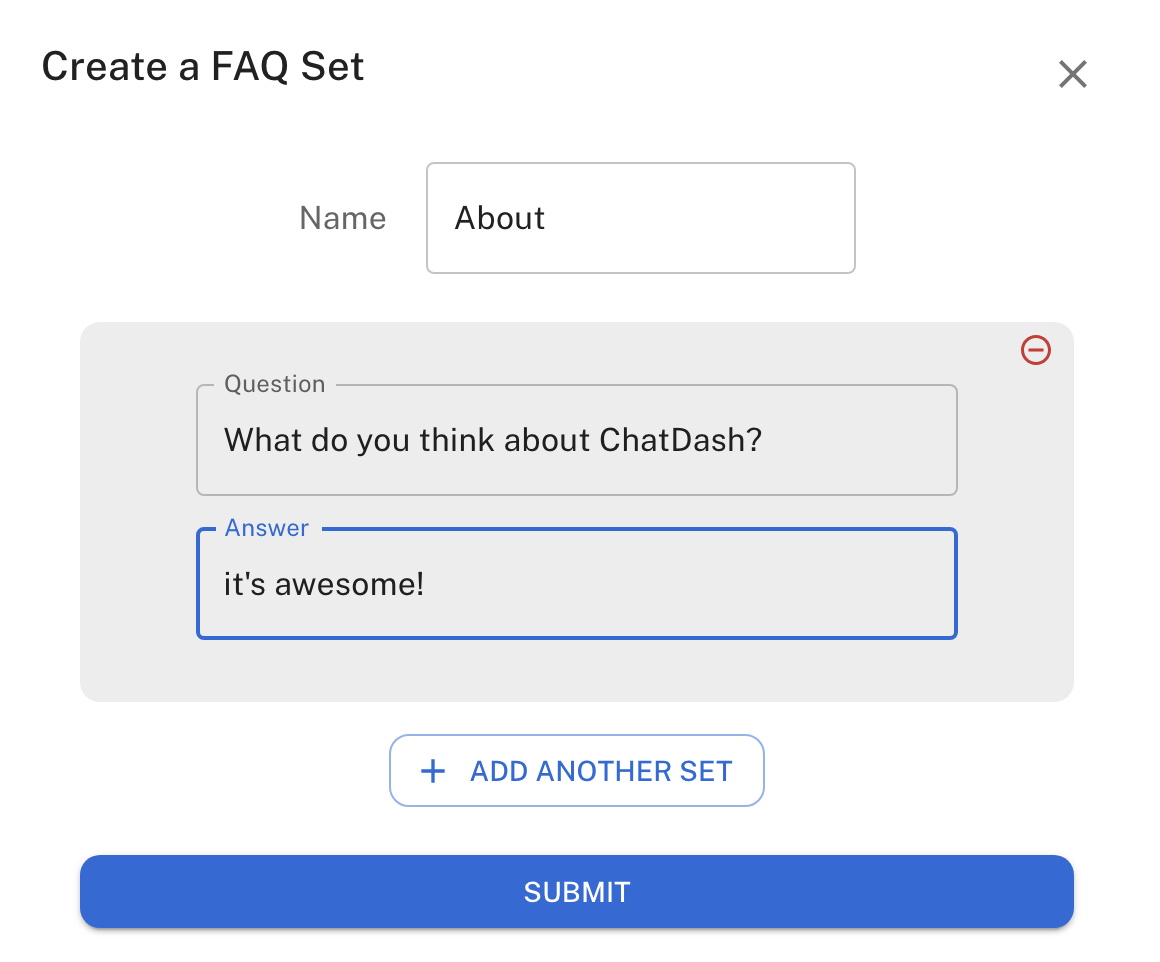 Create a FAQ Set
Name
About
Question
What do you think about ChatDash?
Answer
it's awesome!
ADD ANOTHER SET
SUBMIT